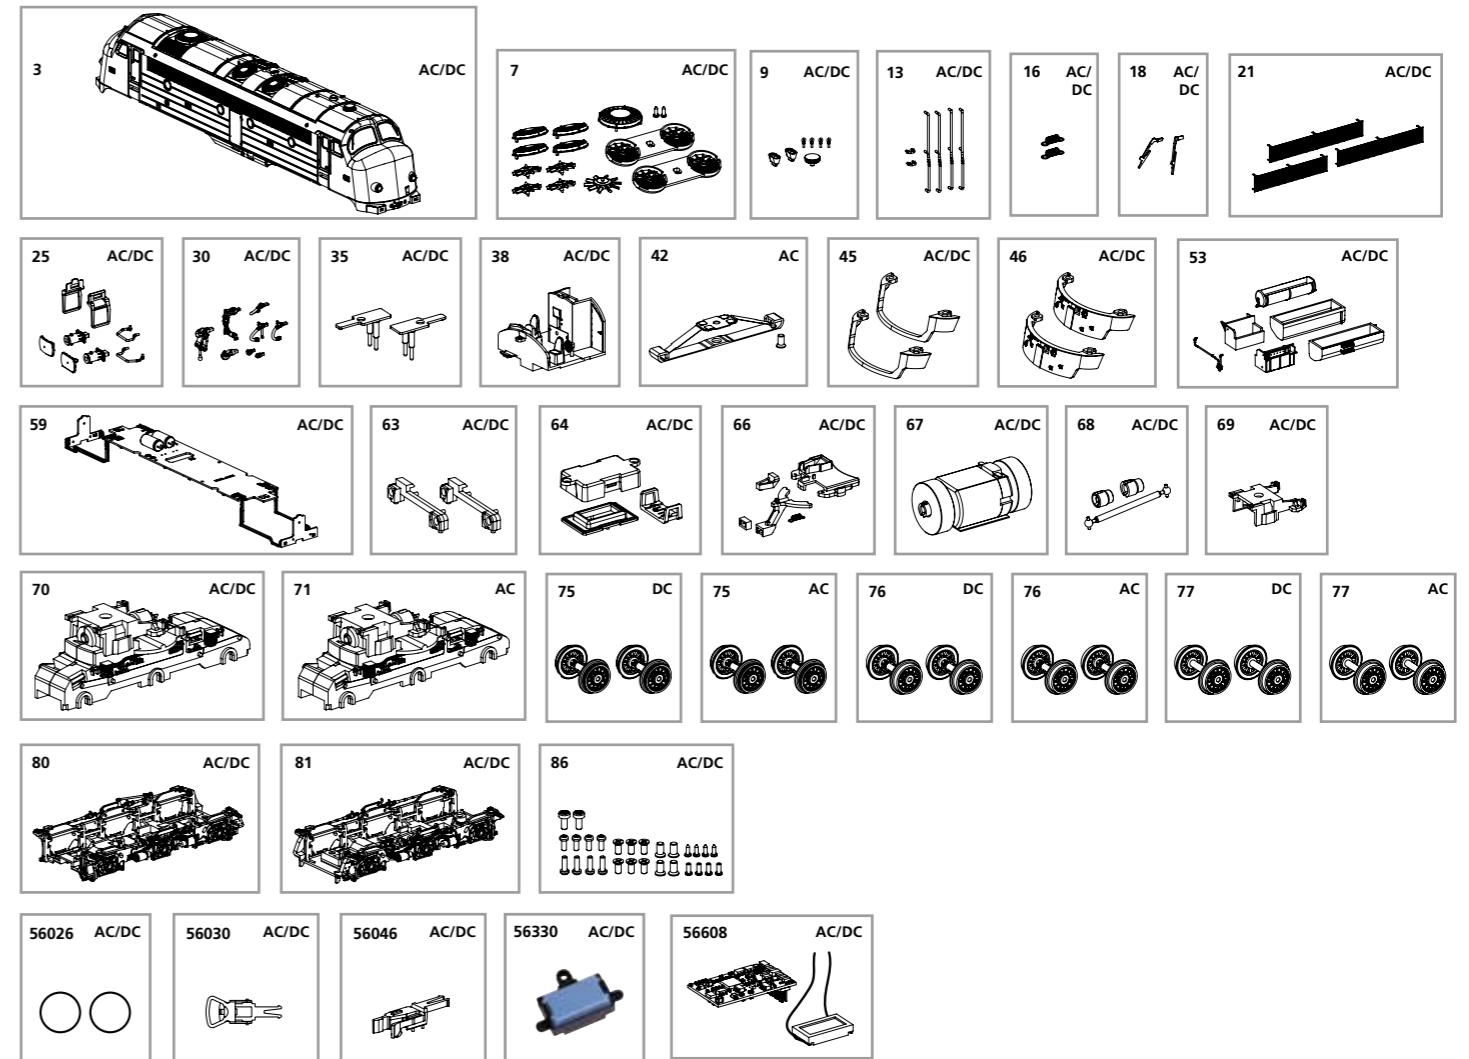 3 AC/DC
7 AC/DC
9 AC/DC
13 AC/DC
16 AC/
DC
18 AC/
DC
21 AC/DC
25 AC/DC
30 AC/DC
35 AC/DC
38 AC/DC
42 AC
45 AC/DC
46 AC/DC
53 AC/DC
59 AC/DC
63 AC/DC
64 AC/DC
66 AC/DC
67 AC/DC
68 AC/DC
69 AC/DC
70 AC/DC
71 AC
75 DC
75 AC
76 DC
76 AC
77 DC
77 AC
80 AC/DC
81 AC/DC
86 AC/DC
56026 AC/DC
56030 AC/DC
56046 AC/DC
56330 AC/DC
56608 AC/DC